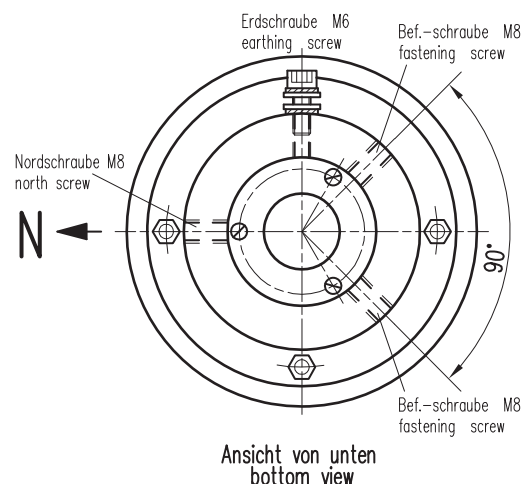 Erdschraube M6
earthing screw
Bef.-schraube M8
fastening screw
Nordschraube M8
north screw
N
90°
Bef.-schraube M8
fastening screw
Ansicht von unten
bottom view